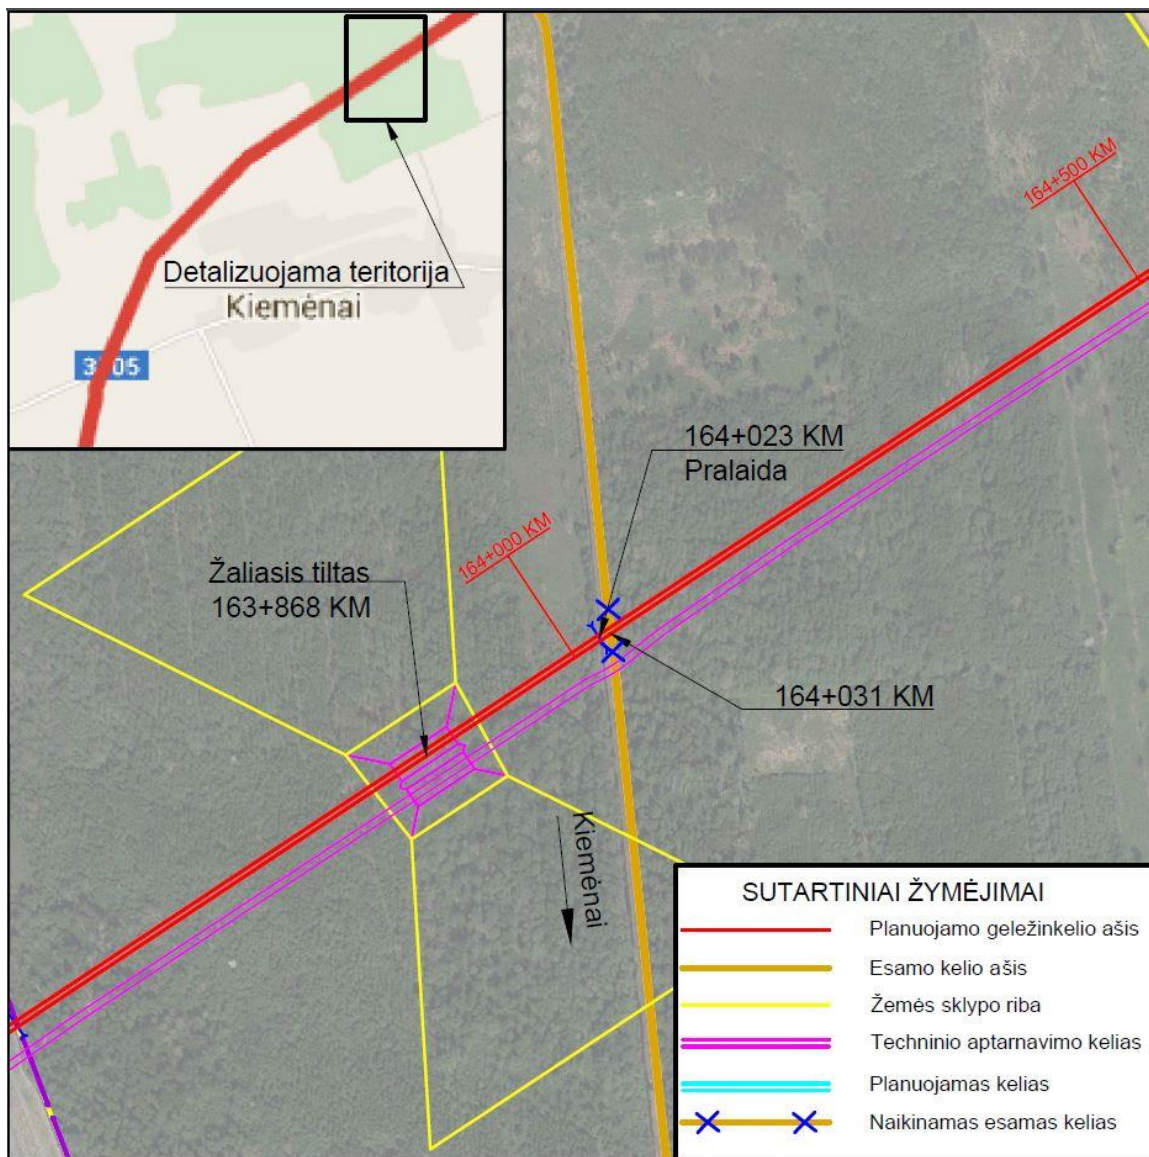 Detalizuojama teritorija
Kiemėnai
164+500 KM
164+023 KM
Pralaida
164+000 KM
Žaliasis tiltas
163+868 KM
164+031 KM
Kiemėnai
SUTARTINIAI ŽYMĖJIMAI
Planuojamo geležinkelio ašis
Esamo kelio ašis
Žemės sklypo riba
Techninio aptarnavimo kelias
Planuojamas kelias
Naikinamas esamas kelias